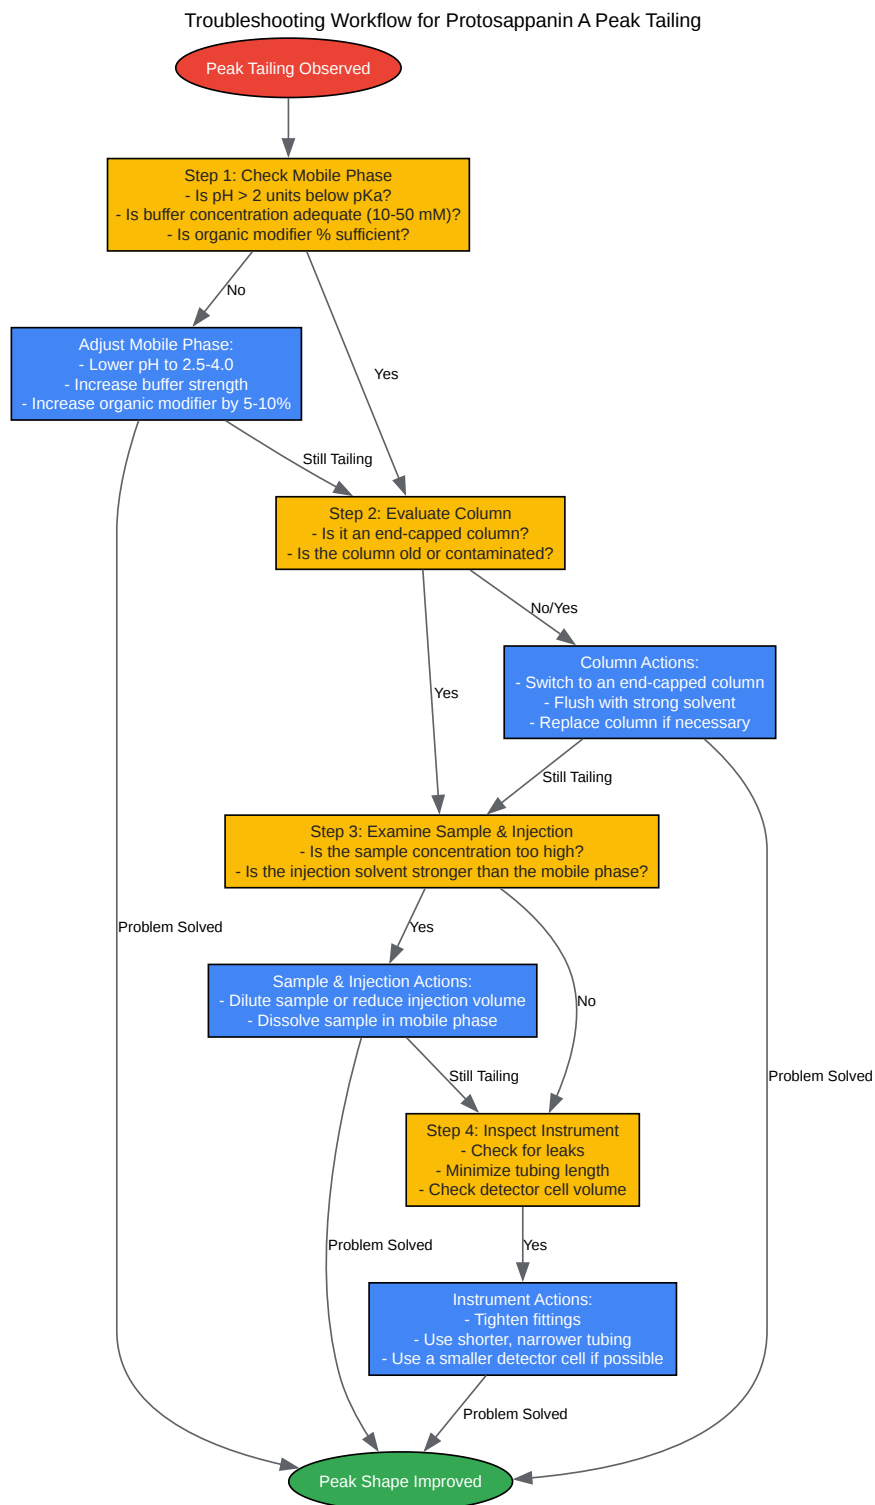 Troubleshooting Workflow for Protosappanin A Peak Tailing
Peak Tailing Observed
Step 1: Check Mobile Phase
- Is pH > 2 units below pKa?
- Is buffer concentration adequate (10-50 mM)?
- Is organic modifier % sufficient?
No
Yes
Adjust Mobile Phase:
- Lower pH to 2.5-4.0
- Increase buffer strength
- Increase organic modifier by 5-10%
Still Tailing
Step 2: Evaluate Column
- Is it an end-capped column?
- Is the column old or contaminated?
No/Yes
Yes
Column Actions:
- Switch to an end-capped column
- Flush with strong solvent
- Replace column if necessary
Still Tailing
Step 3: Examine Sample & Injection
- Is the sample concentration too high?
- Is the injection solvent stronger than the mobile phase?
Problem Solved
Yes
No
Sample & Injection Actions:
- Dilute sample or reduce injection volume
- Dissolve sample in mobile phase
Still Tailing
Problem Solved
Step 4: Inspect Instrument
- Check for leaks
- Minimize tubing length
- Check detector cell volume
Problem Solved
Yes
Instrument Actions:
- Tighten fittings
- Use shorter, narrower tubing
- Use a smaller detector cell if possible
Problem Solved
Peak Shape Improved